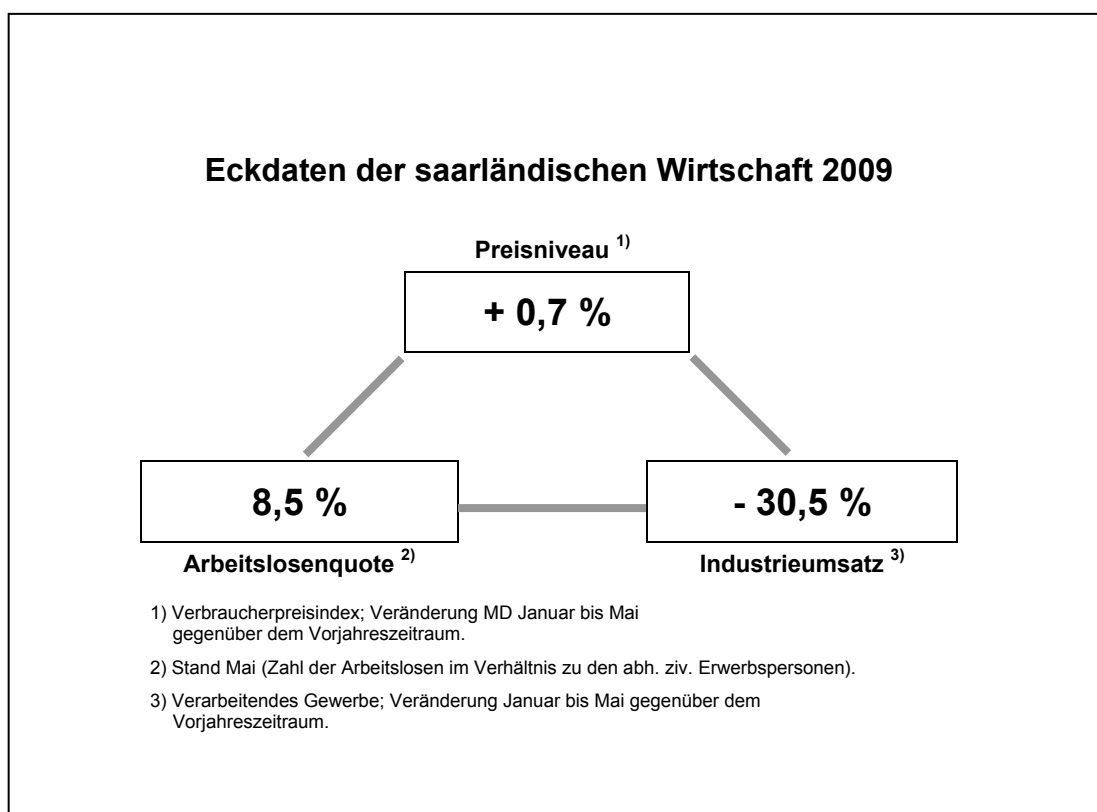 Eckdaten der saarländischen Wirtschaft 2009
Preisniveau 1)
+ 0,7 %
8,5 %
- 30,5 %
Arbeitslosenquote 2)
Industrieumsatz 3)
1) Verbraucherpreisindex; Veränderung MD Januar bis Mai
gegenüber dem Vorjahreszeitraum.
2) Stand Mai (Zahl der Arbeitslosen im Verhältnis zu den abh. ziv. Erwerbspersonen).
3) Verarbeitendes Gewerbe; Veränderung Januar bis Mai gegenüber dem
Vorjahreszeitraum.